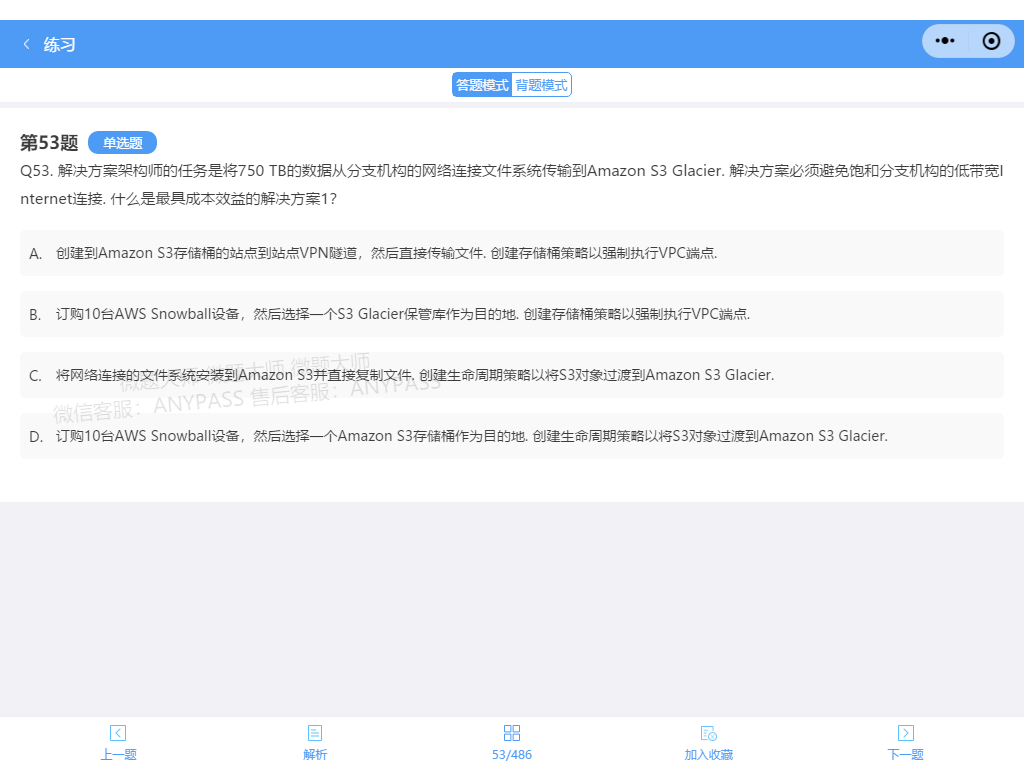 练习
答题模式 背题模式
第53题 单选题
Q53. 解决方案架构师的任务是将750 TB的数据从分支机构的网络连接文件系统传输到Amazon S3 Glacier. 解决方案必须避免饱和分支机构的低带宽I
nternet连接. 什么是最具成本效益的解决方案1?
A. 创建到Amazon S3存储桶的站点到站点VPN隧道，然后直接传输文件. 创建存储桶策略以强制执行VPC端点.
B. 订购10台AWS Snowball设备，然后选择一个S3 Glacier保管库作为目的地. 创建存储桶策略以强制执行VPC端点.
微题大师 微题大师 微题大师
C. 将网络连接的文件系统安装到Amazon S3并直接复制文件. 创建生命周期策略以将S3对象过渡到Amazon S3 Glacier.
微信客服：ANYPASS 售后客服：ANYPASS
D. 订购10台AWS Snowball设备，然后选择一个Amazon S3存储桶作为目的地. 创建生命周期策略以将S3对象过渡到Amazon S3 Glacier.
上一题 解析 53/486 加入收藏 下一题